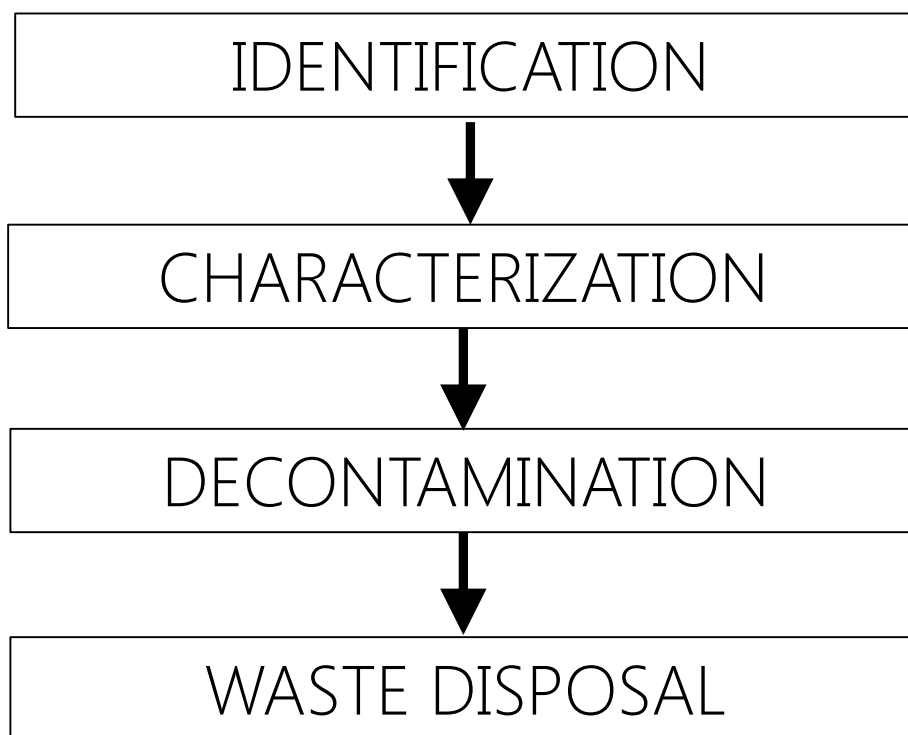 IDENTIFICATION
CHARACTERIZATION
DECONTAMINATION
WASTE DISPOSAL